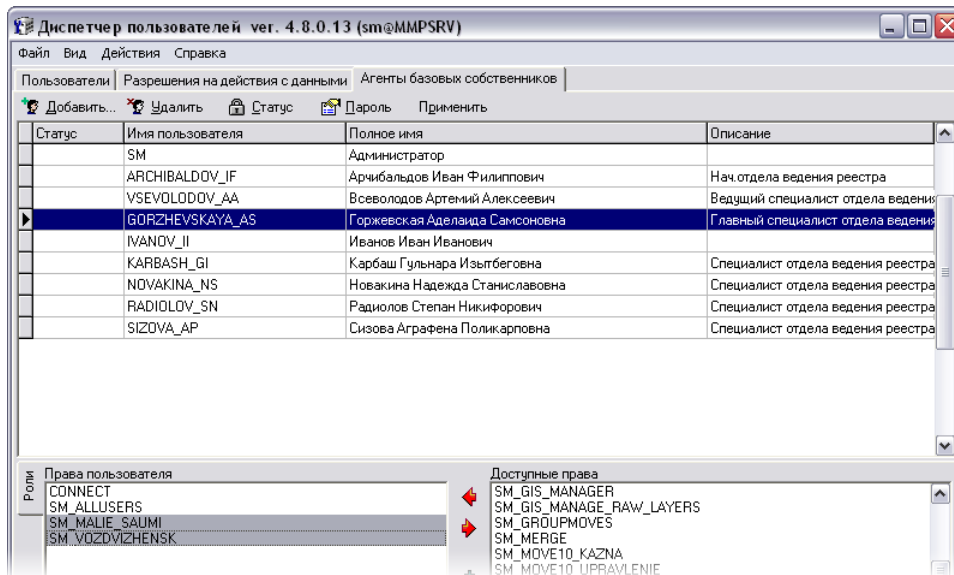 Диспетчер пользователей ver. 4.8.0.13 (sm@MMPSRV)
Файл Вид Действия Справка
Пользователи Разрешения на действия с данными Агенты базовых собственников
Добавить... Удалить Статус Пароль Применить
Статус Имя пользователя Полное имя Описание
SM Администратор
ARCHIBALDOV_IF Арчибальдов Иван Филиппович Нач.отдела ведения реестра
VSEVOLODOV_AA Всеволодов Артемий Алексеевич Ведущий специалист отдела ведения
GORZHEVSKAYA_AS Горжевская Аделаида Самсоновна Главный специалист отдела ведения
IVANOV_II Иванов Иван Иванович
KARBASH_GI Карбаш Гульнара Изытбеговна Специалист отдела ведения реестра
NOVAKINA_NS Новакина Надежда Станиславовна Специалист отдела ведения реестра
RADIOLOV_SN Радиолов Степан Никифорович Специалист отдела ведения реестра
SIZOVA_AP Сизова Аграфена Поликарповна Специалист отдела ведения реестра
Роли
Права пользователя
CONNECT
SM_ALLUSERS
SM_MALIE_SAUMI
SM_VOZDVIZHENSK
Доступные права
SM_GIS_MANAGER
SM_GIS_MANAGE_RAW_LAYERS
SM_GROUPMOVES
SM_MERGE
SM_MOVE10_KAZNA
SM_MOVE10_UPRAVLENIE